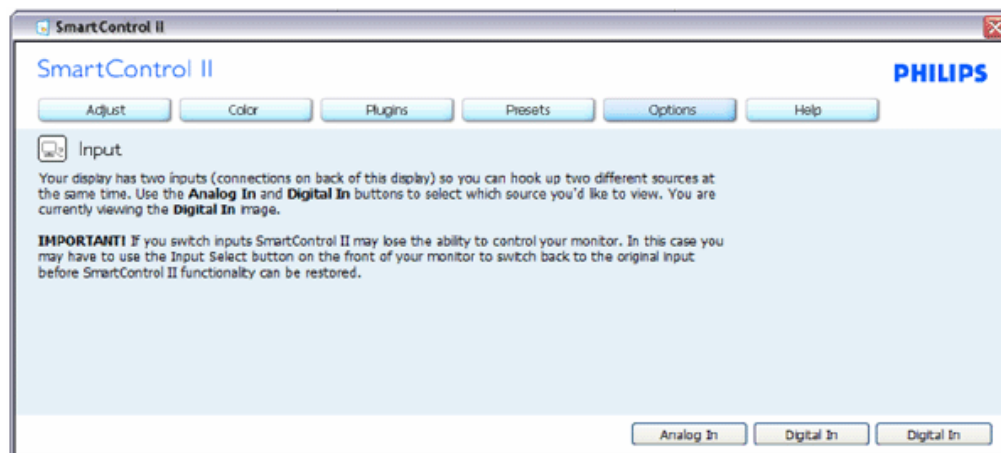 SmartControl II
SmartControl II
PHILIPS
Adjust Color Plugins Presets Options Help
Input
Your display has two inputs (connections on back of this display) so you can hook up two different sources at
the same time. Use the Analog In and Digital In buttons to select which source you'd like to view. You are
currently viewing the Digital In image.
IMPORTANT! If you switch inputs SmartControl II may lose the ability to control your monitor. In this case you
may have to use the Input Select button on the front of your monitor to switch back to the original input
before SmartControl II functionality can be restored.
Analog In Digital In Digital In